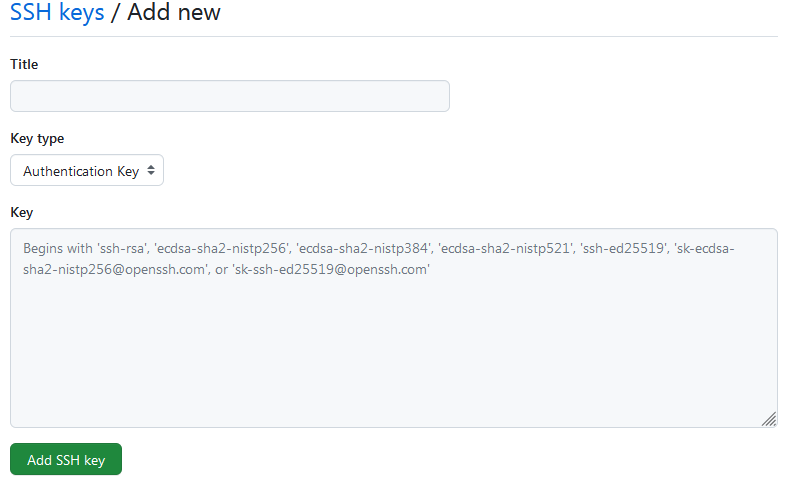 SSH keys / Add new
Title
Key type
Authentication Key
Key
Begins with 'ssh-rsa', 'ecdsa-sha2-nistp256', 'ecdsa-sha2-nistp384', 'ecdsa-sha2-nistp521', 'ssh-ed25519', 'sk-ecdsa-
sha2-nistp256@openssh.com', or 'sk-ssh-ed25519@openssh.com'
Add SSH key